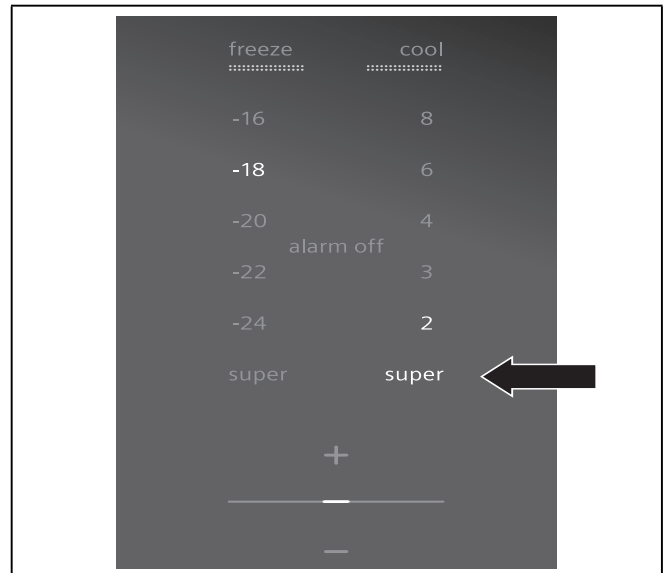 freeze cool
-16 8
-18 6
-20 4
alarm off
-22 3
-24 2
super super
+
—